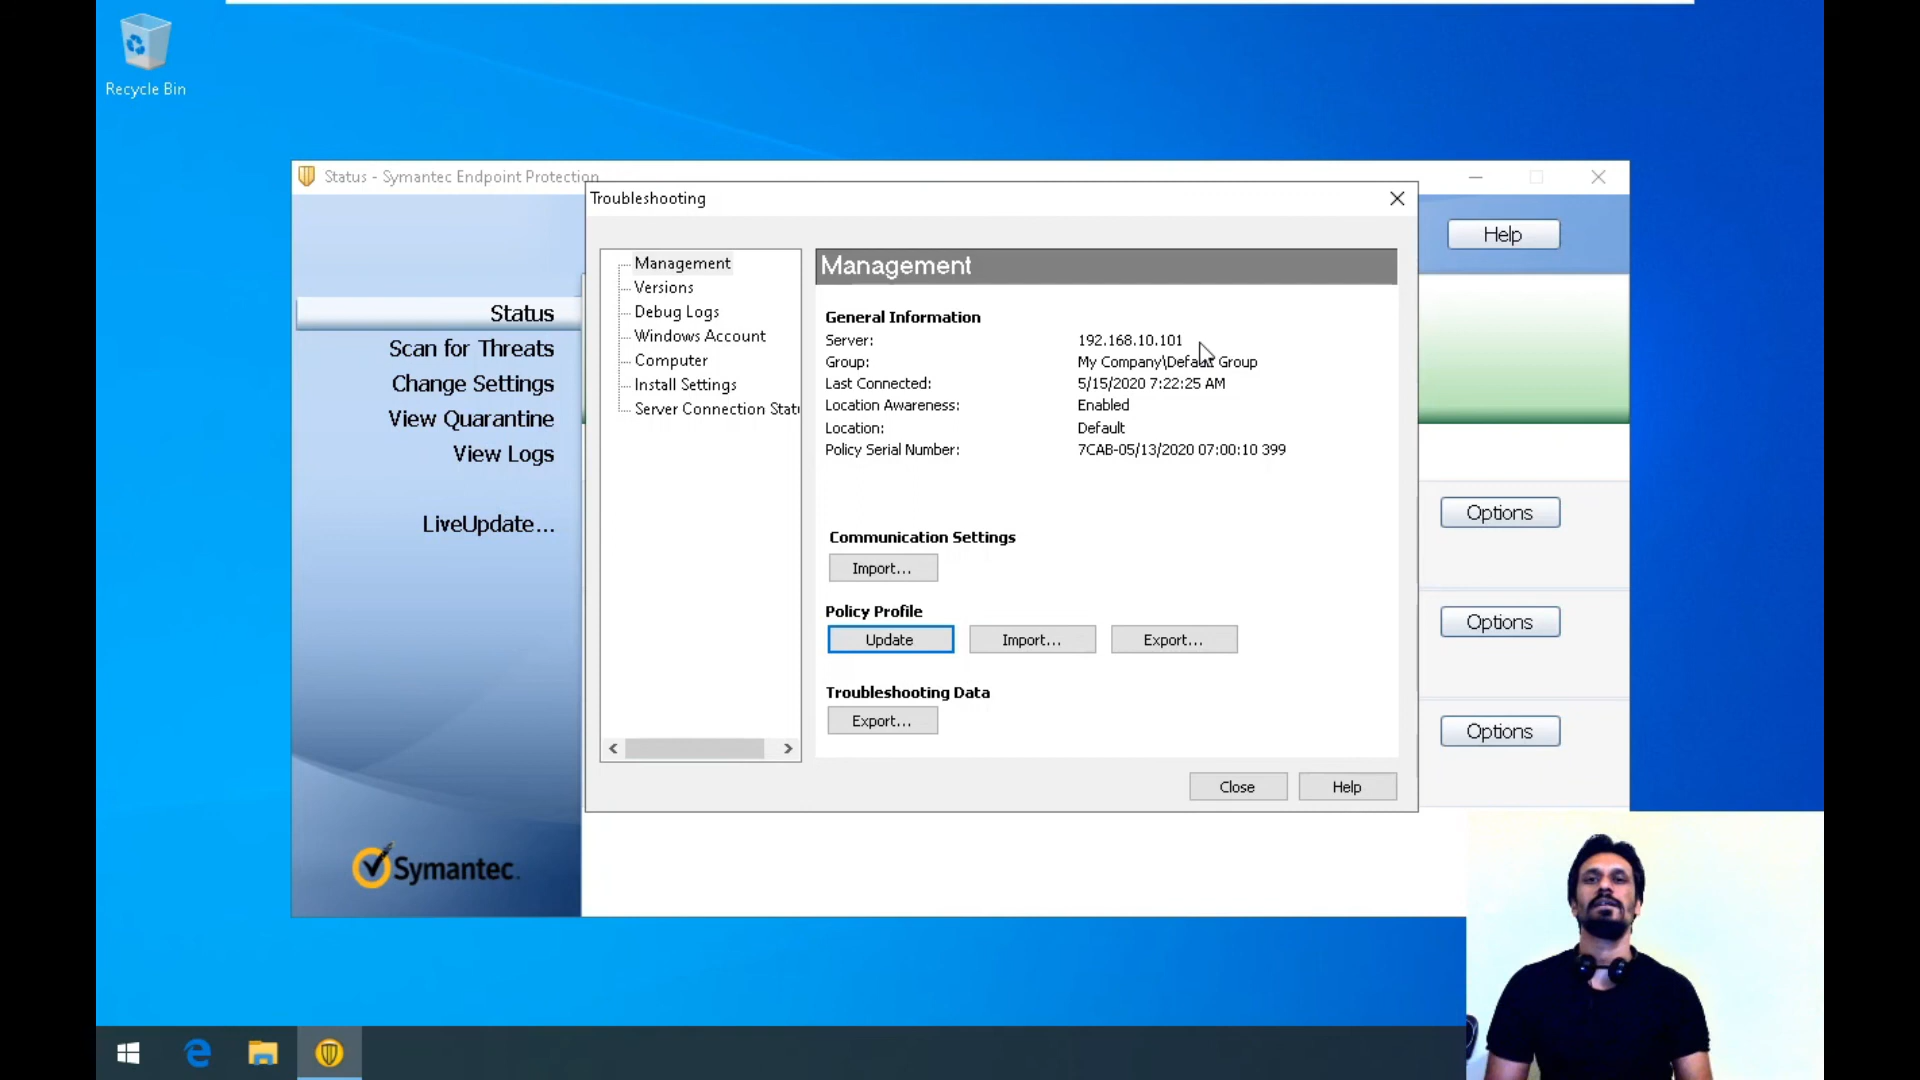 Recycle Bin
Status - Symantec Endpoint Protection
Troubleshooting
Help
Status
Scan for Threats
Change Settings
View Quarantine
View Logs
LiveUpdate...
Symantec.
Management
Versions
Debug Logs
Windows Account
Computer
Install Settings
Server Connection Statu
Management
General Information
Server: 192.168.10.101
Group: My Company\Default Group
Last Connected: 5/15/2020 7:22:25 AM
Location Awareness: Enabled
Location: Default
Policy Serial Number: 7CAB-05/13/2020 07:00:10 399
Communication Settings
Import...
Policy Profile
Update Import... Export...
Troubleshooting Data
Export...
Close Help
Options
Options
Options